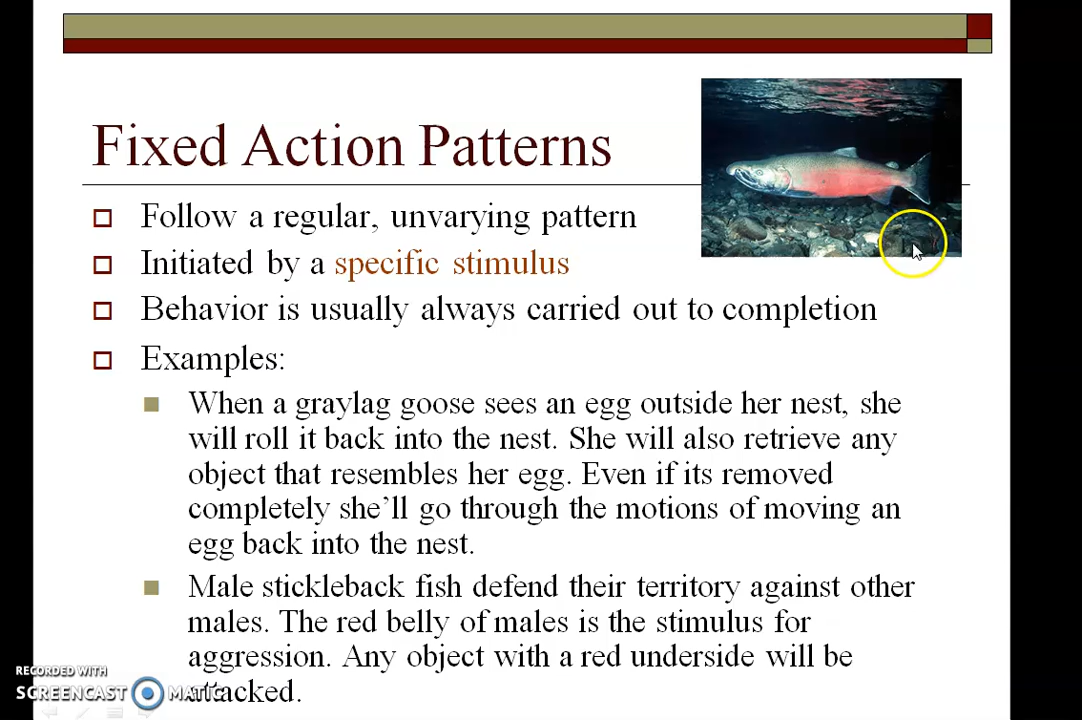 Fixed Action Patterns
Follow a regular, unvarying pattern
Initiated by a specific stimulus
Behavior is usually always carried out to completion
Examples:
When a graylag goose sees an egg outside her nest, she
will roll it back into the nest. She will also retrieve any
object that resembles her egg. Even if its removed
completely she’ll go through the motions of moving an
egg back into the nest.
Male stickleback fish defend their territory against other
males. The red belly of males is the stimulus for
aggression. Any object with a red underside will be
attacked.
RECORDED WITH
SCREENCAST MATIC